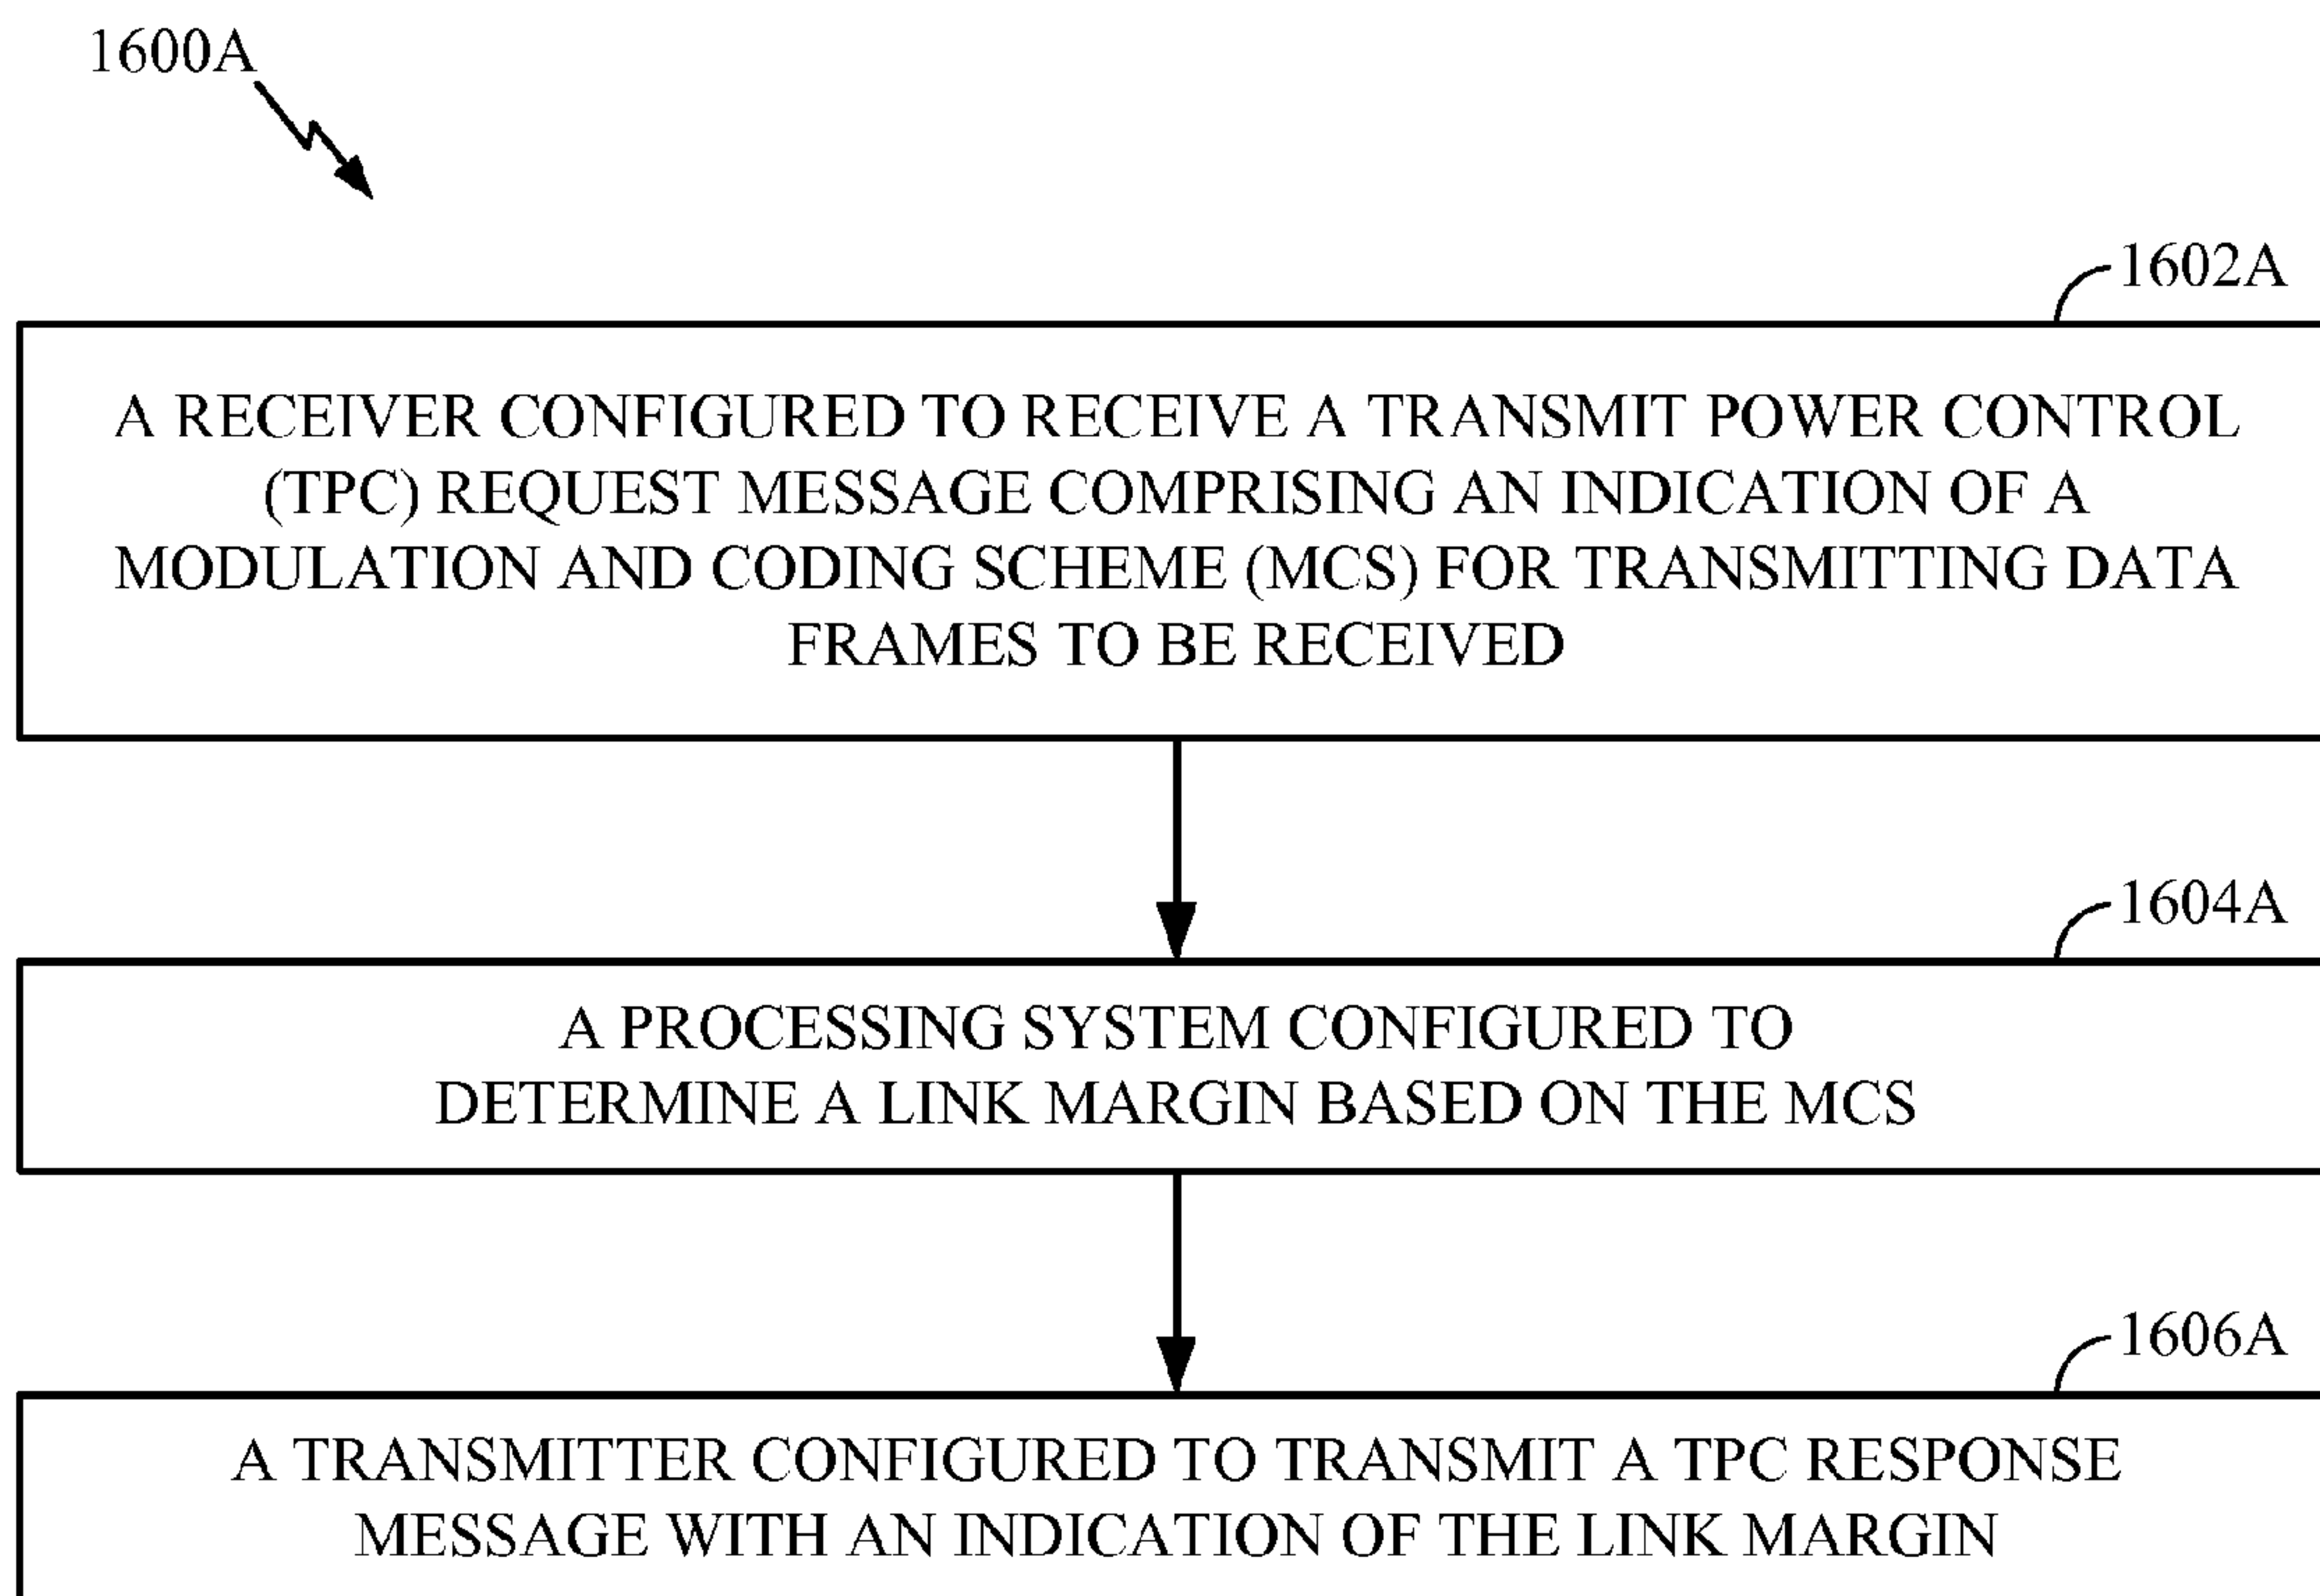 1600A
1602A
A RECEIVER CONFIGURED TO RECEIVE A TRANSMIT POWER CONTROL
(TPC) REQUEST MESSAGE COMPRISING AN INDICATION OF A
MODULATION AND CODING SCHEME (MCS) FOR TRANSMITTING DATA
FRAMES TO BE RECEIVED
1604A
A PROCESSING SYSTEM CONFIGURED TO
DETERMINE A LINK MARGIN BASED ON THE MCS
1606A
A TRANSMITTER CONFIGURED TO TRANSMIT A TPC RESPONSE
MESSAGE WITH AN INDICATION OF THE LINK MARGIN